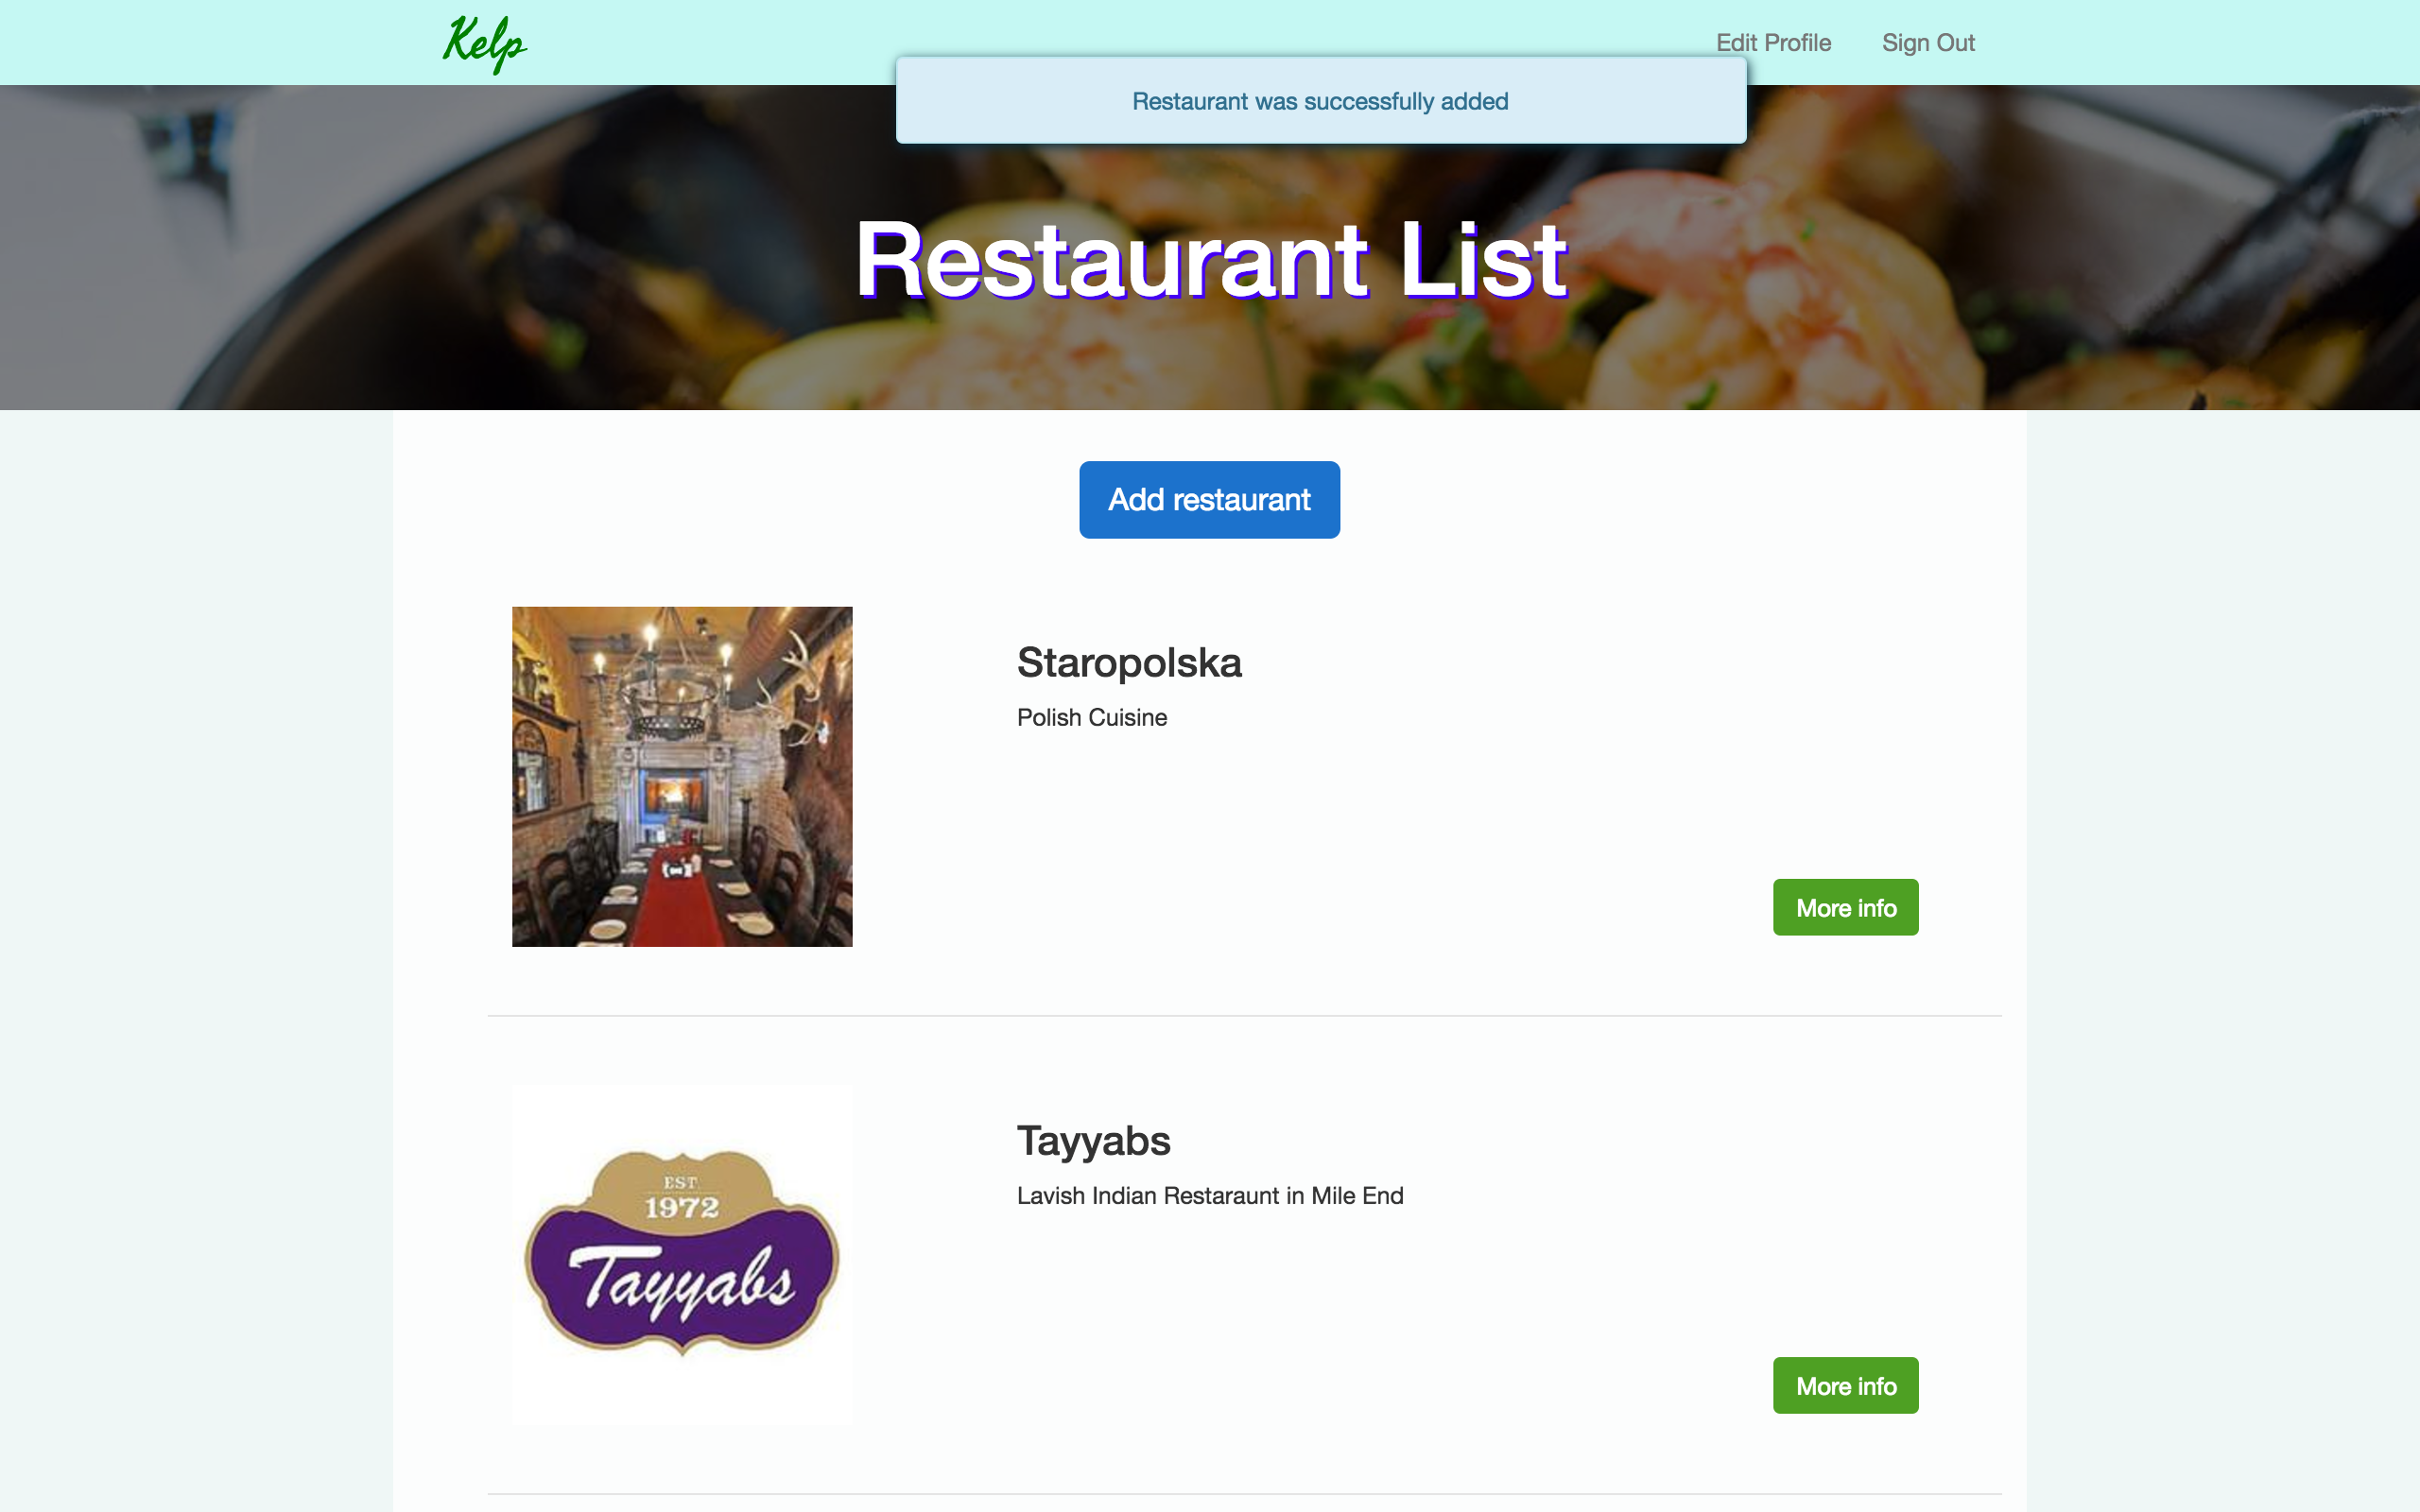 Kelp
Edit Profile
Sign Out
Restaurant was successfully added
Restaurant List
Add restaurant
Staropolska
Polish Cuisine
More info
EST.
1972
Tayyabs
Tayyabs
Lavish Indian Restaraunt in Mile End
More info